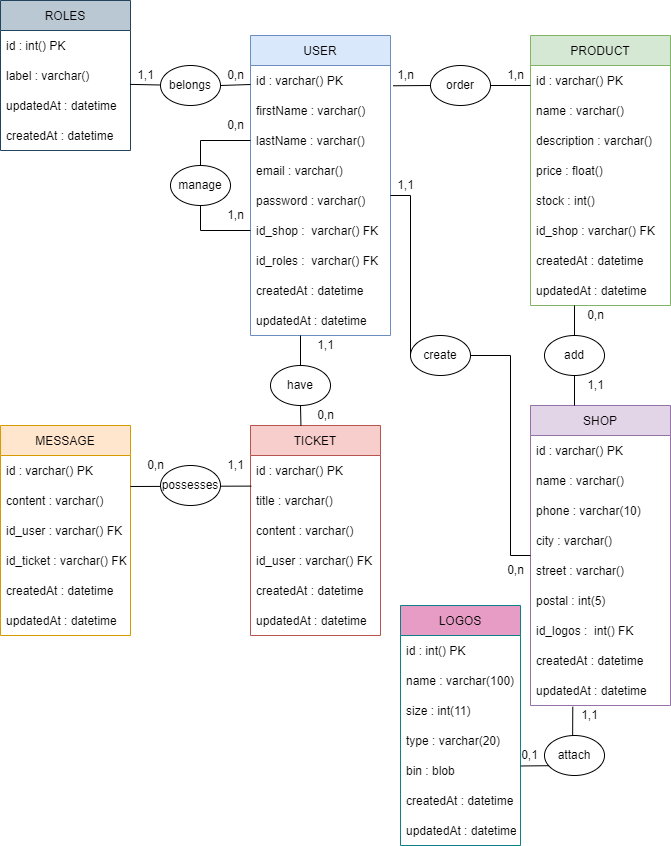 ROLES
id : int() PK
label : varchar()
updatedAt : datetime
createdAt : datetime
1,1
belongs
0,n
USER
id : varchar() PK
firstName : varchar()
lastName : varchar()
email : varchar()
password : varchar()
id_shop : varchar() FK
id_roles : varchar() FK
createdAt : datetime
updatedAt : datetime
0,n
manage
1,n
1,n
order
1,n
PRODUCT
id : varchar() PK
name : varchar()
description : varchar()
price : float()
stock : int()
id_shop : varchar() FK
createdAt : datetime
updatedAt : datetime
1,1
create
0,n
0,n
add
1,1
1,1
have
0,n
MESSAGE
id : varchar() PK
content : varchar()
id_user : varchar() FK
id_ticket : varchar() FK
createdAt : datetime
updatedAt : datetime
0,n
possesses
1,1
TICKET
id : varchar() PK
title : varchar()
content : varchar()
id_user : varchar() FK
createdAt : datetime
updatedAt : datetime
SHOP
id : varchar() PK
name : varchar()
phone : varchar(10)
city : varchar()
street : varchar()
postal : int(5)
id_logos : int() FK
createdAt : datetime
updatedAt : datetime
LOGOS
id : int() PK
name : varchar(100)
size : int(11)
type : varchar(20)
bin : blob
createdAt : datetime
updatedAt : datetime
1,1
attach
0,1